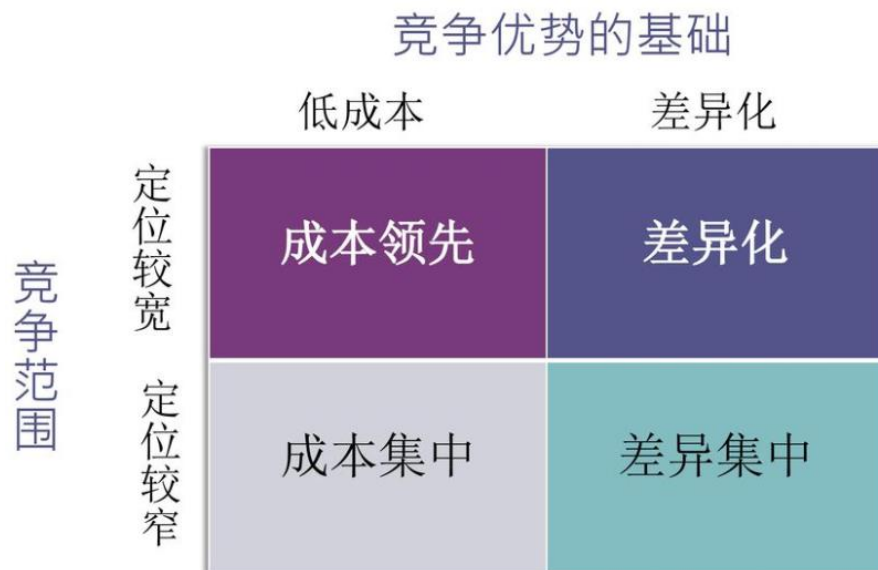 竞争优势的基础
低成本 差异化
定位较宽
成本领先 差异化
竞争范围
定位较窄
成本集中 差异集中